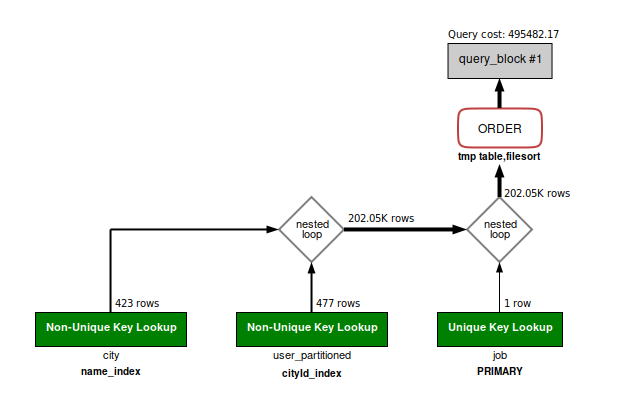 Query cost: 495482.17
query_block #1
ORDER
tmp table,filesort
202.05K rows
nested
loop
202.05K rows
nested
loop
423 rows
477 rows
1 row
Non-Unique Key Lookup
Non-Unique Key Lookup
Unique Key Lookup
city
user_partitioned
job
name_index
cityId_index
PRIMARY